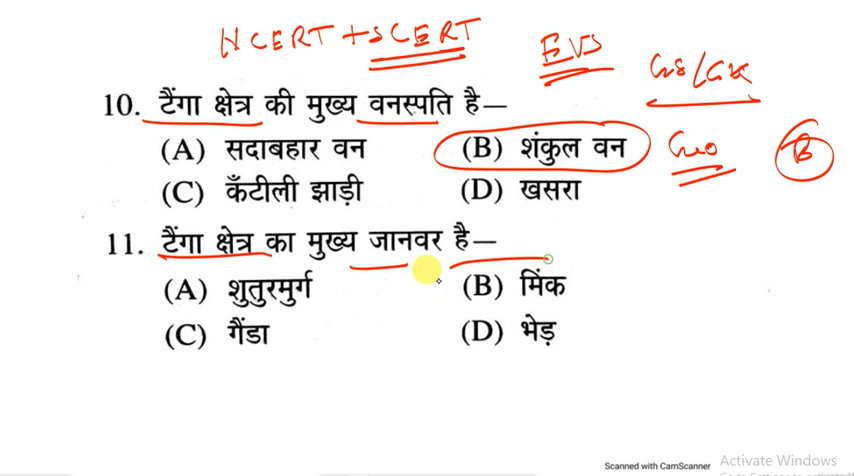 NCERT + SCERT
EVS
GS/GK
10. टैंगा क्षेत्र की मुख्य वनस्पति है—
(A) सदाबहार वन (B) शंकुल वन
Geo
B
(C) कँटीली झाड़ी (D) खसरा
11. टैंगा क्षेत्र का मुख्य जानवर है—
(A) शुतुरमुर्ग (B) मिंक
(C) गैंडा (D) भेड़
Scanned with CamScanner
Activate Windows